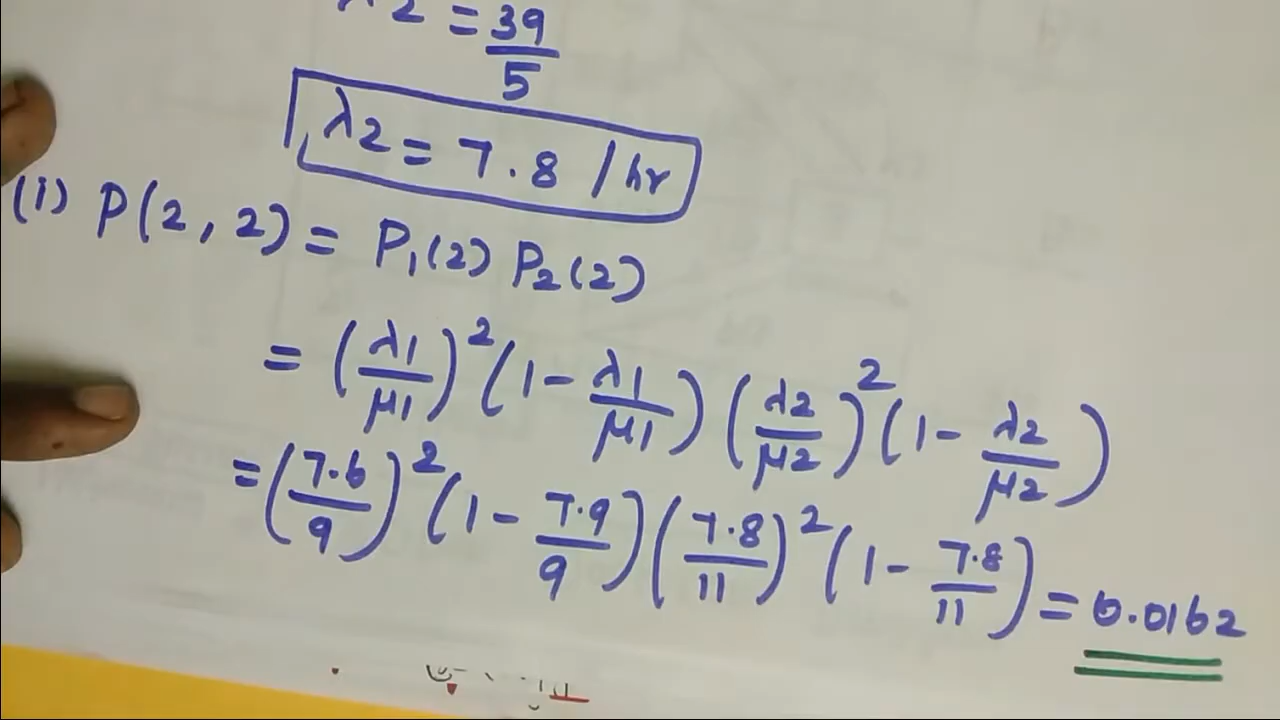 λ2 = 39/5
λ2 = 7.8 /hr
(i) P(2, 2) = P₁(2) P₂(2)
= (λ1/μ1)² (1 - λ1/μ1) (λ2/μ2)² (1 - λ2/μ2)
= (7.6/9)² (1 - 7.9/9) (7.8/11)² (1 - 7.8/11) = 0.0162